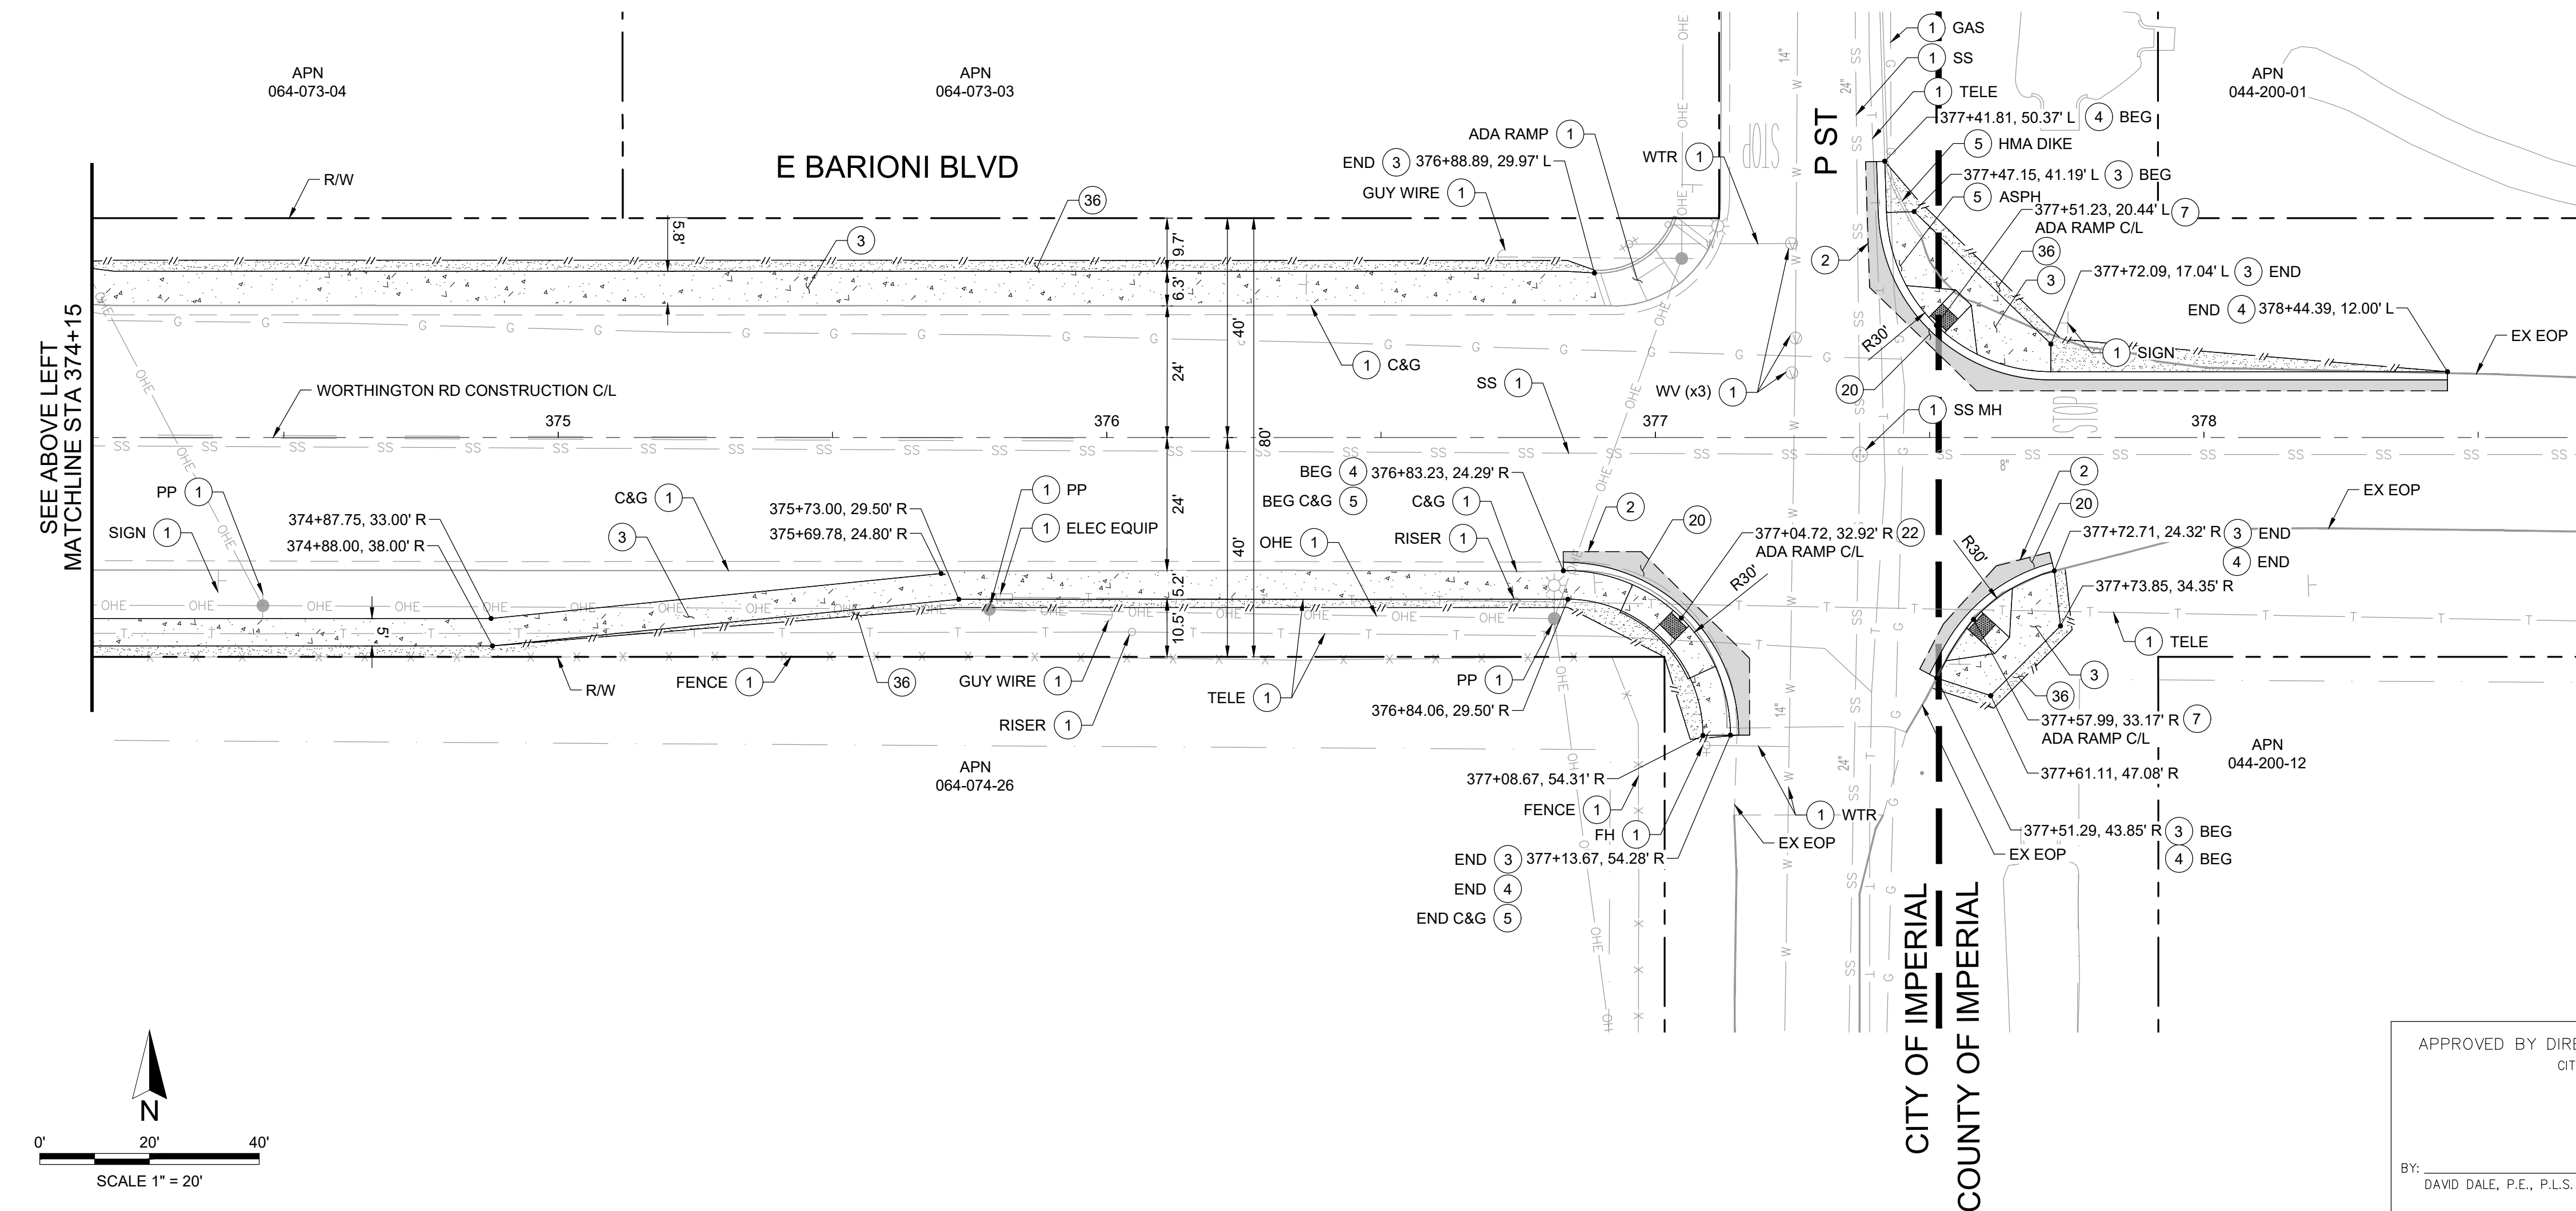 APN
064-073-04
APN
064-073-03
APN
044-200-01
E BARIONI BLVD
P ST
R/W
36
3
5.8'
9.7'
6.3'
24'
40'
80'
24'
40'
5.2'
10.5'
ADA RAMP 1
END 3 376+88.89, 29.97' L
GUY WIRE 1
WTR 1
STOP
14"
24"
1 GAS
1 SS
1 TELE
377+41.81, 50.37' L 4 BEG
5 HMA DIKE
377+47.15, 41.19' L 3 BEG
5 ASPH
377+51.23, 20.44' L 7
ADA RAMP C/L
36
3
2
377+72.09, 17.04' L 3 END
END 4 378+44.39, 12.00' L
EX EOP
R30'
1 SIGN
20
1 C&G
WV (x3) 1
SS 1
1 SS MH
STOP
SEE ABOVE LEFT
MATCHLINE STA 374+15
WORTHINGTON RD CONSTRUCTION C/L
375
376
377
378
8"
PP 1
SIGN 1
C&G 1
3
374+87.75, 33.00' R
374+88.00, 38.00' R
375+73.00, 29.50' R
375+69.78, 24.80' R
1 PP
1 ELEC EQUIP
BEG 4 376+83.23, 24.29' R
BEG C&G 5
C&G 1
OHE 1
RISER 1
2
20
377+04.72, 32.92' R 22
ADA RAMP C/L
R30'
2
20
EX EOP
R30'
377+72.71, 24.32' R 3 END
4 END
377+73.85, 34.35' R
1 TELE
5'
R/W
FENCE 1
36
GUY WIRE 1
RISER 1
TELE 1
PP 1
376+84.06, 29.50' R
14"
24"
3
36
377+57.99, 33.17' R 7
ADA RAMP C/L
377+61.11, 47.08' R
APN
064-074-26
APN
044-200-12
377+08.67, 54.31' R
FENCE 1
FH 1
END 3 377+13.67, 54.28' R
END 4
END C&G 5
1 WTR
EX EOP
377+51.29, 43.85' R 3 BEG
EX EOP
4 BEG
CITY OF IMPERIAL
COUNTY OF IMPERIAL
N
0' 20' 40'
SCALE 1" = 20'
APPROVED BY DIRE
CIT
BY:
DAVID DALE, P.E., P.L.S.